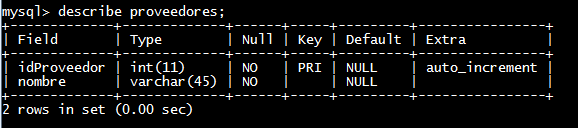 mysql> describe proveedores;
+-------------+-------------+------+-----+---------+----------------+
| Field       | Type        | Null | Key | Default | Extra          |
+-------------+-------------+------+-----+---------+----------------+
| idProveedor | int(11)     | NO   | PRI | NULL    | auto_increment |
| nombre      | varchar(45) | NO   |     | NULL    |                |
+-------------+-------------+------+-----+---------+----------------+
2 rows in set (0.00 sec)